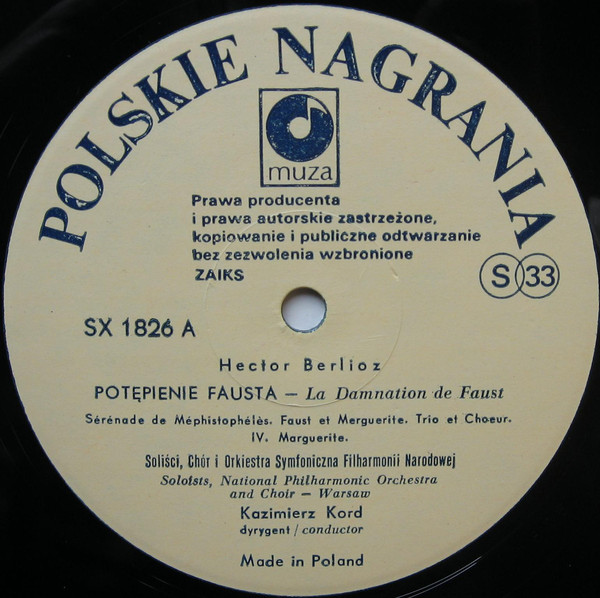 POLSKIE NAGRANIA
muza
Prawa producenta
i prawa autorskie zastrzeżone,
kopiowanie i publiczne odtwarzanie
bez zezwolenia wzbronione
ZAIKS
S 33
SX 1826 A
Hector Berlioz
POTĘPIENIE FAUSTA — La Damnation de Faust
Sérénade de Méphistophélès. Faust et Merguerite. Trio et Choeur.
IV. Marguerite.
Soliści, Chór i Orkiestra Symfoniczna Filharmonii Narodowej
Soloists, National Philharmonic Orchestra
and Choir — Warsaw
Kazimierz Kord
dyrygent / conductor
Made in Poland